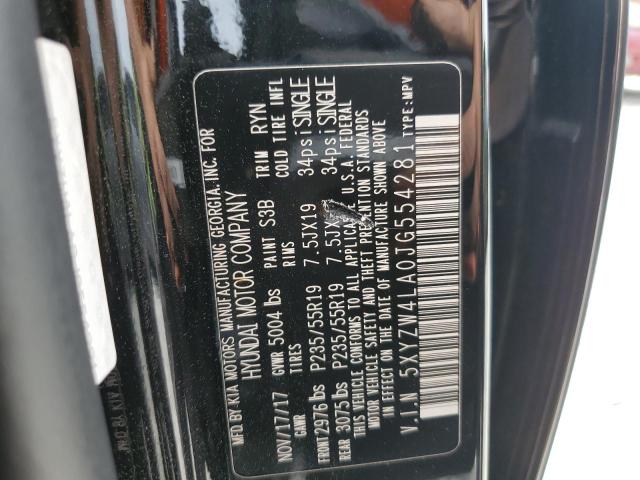 MFD.BY KIA MOTORS MANUFACTURING GEORGIA, INC. FOR
HYUNDAI MOTOR COMPANY
NOV/17/17 GVWR 5004 lbs PAINT S3B TRIM RYN
GAWR TIRES RIMS COLD TIRE INFL
FRONT 2976 lbs P235/55R19 7.5JX19 34psi SINGLE
REAR 3075 lbs P235/55R19 7.5JX 34psi SINGLE
THIS VEHICLE CONFORMS TO ALL APPLICABLE U.S.A. FEDERAL
MOTOR VEHICLE SAFETY AND THEFT PREVENTION STANDARDS
IN EFFECT ON THE DATE OF MANUFACTURE SHOWN ABOVE
V.I.N 5XYZW4LA0JG554281 TYPE:MPV